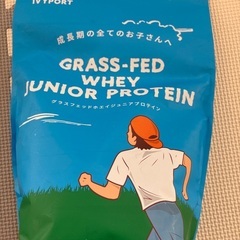 IVYPORT
成長期の全てのお子さんへ
GRASS-FED
WHEY
JUNIOR PROTEIN
グラスフェッドホエイジュニアプロテイン